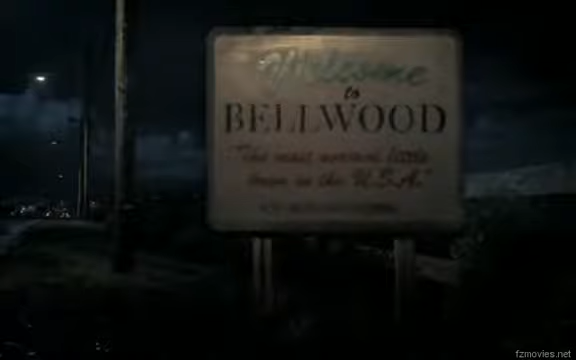 Welcome
to
BELLWOOD
"The most normal little
town in the U.S.A."
fzmovies.net